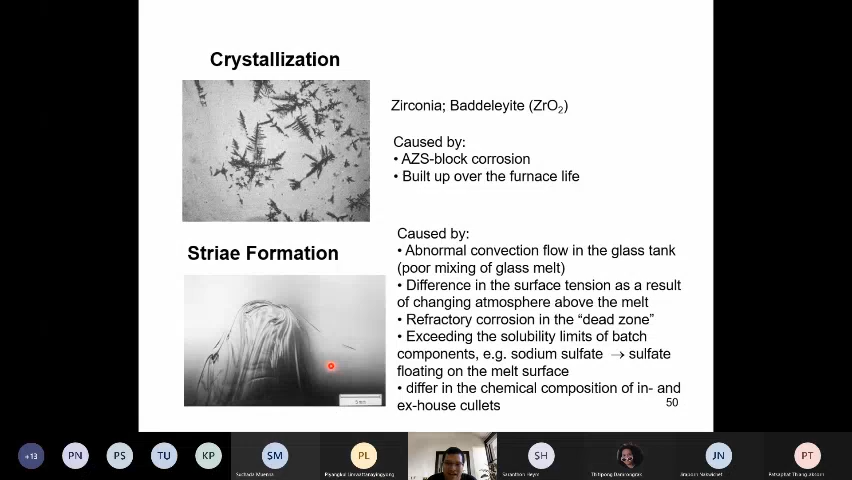 Crystallization
Zirconia; Baddeleyite (ZrO2)
Caused by:
• AZS-block corrosion
• Built up over the furnace life
Striae Formation
Caused by:
• Abnormal convection flow in the glass tank
(poor mixing of glass melt)
• Difference in the surface tension as a result
of changing atmosphere above the melt
• Refractory corrosion in the “dead zone”
• Exceeding the solubility limits of batch
components, e.g. sodium sulfate → sulfate
floating on the melt surface
• differ in the chemical composition of in- and
ex-house cullets
50
+13
PN
PS
TU
KP
SM
PL
SH
JN
PT
Suchada